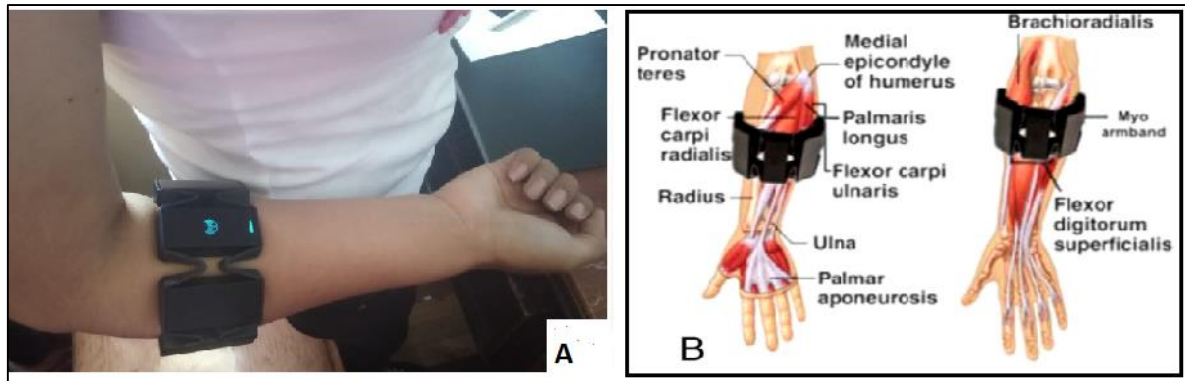 A
Pronator
teres
Medial
epicondyle
of humerus
Flexor
carpi
radialis
Palmaris
longus
Flexor carpi
ulnaris
Radius
Ulna
Palmar
aponeurosis
B
Brachioradialis
Myo
armband
Flexor
digitorum
superficialis